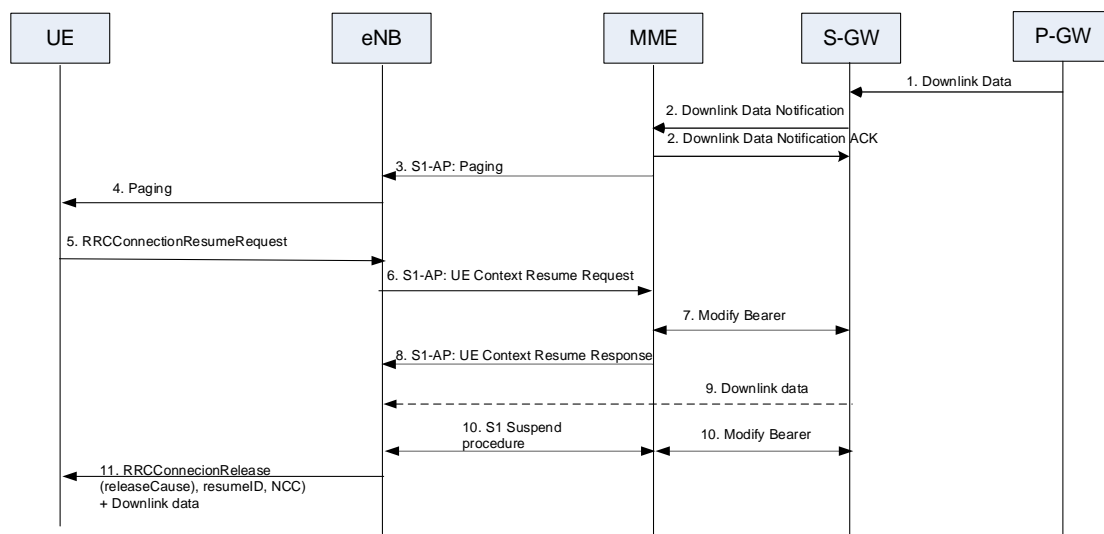 UE
eNB
MME
S-GW
P-GW
1. Downlink Data
2. Downlink Data Notification
2. Downlink Data Notification ACK
3. S1-AP: Paging
4. Paging
5. RRCConnectionResumeRequest
6. S1-AP: UE Context Resume Request
7. Modify Bearer
8. S1-AP: UE Context Resume Response
9. Downlink data
10. S1 Suspend
procedure
10. Modify Bearer
11. RRCConnecionRelease
(releaseCause), resumeID, NCC)
+ Downlink data